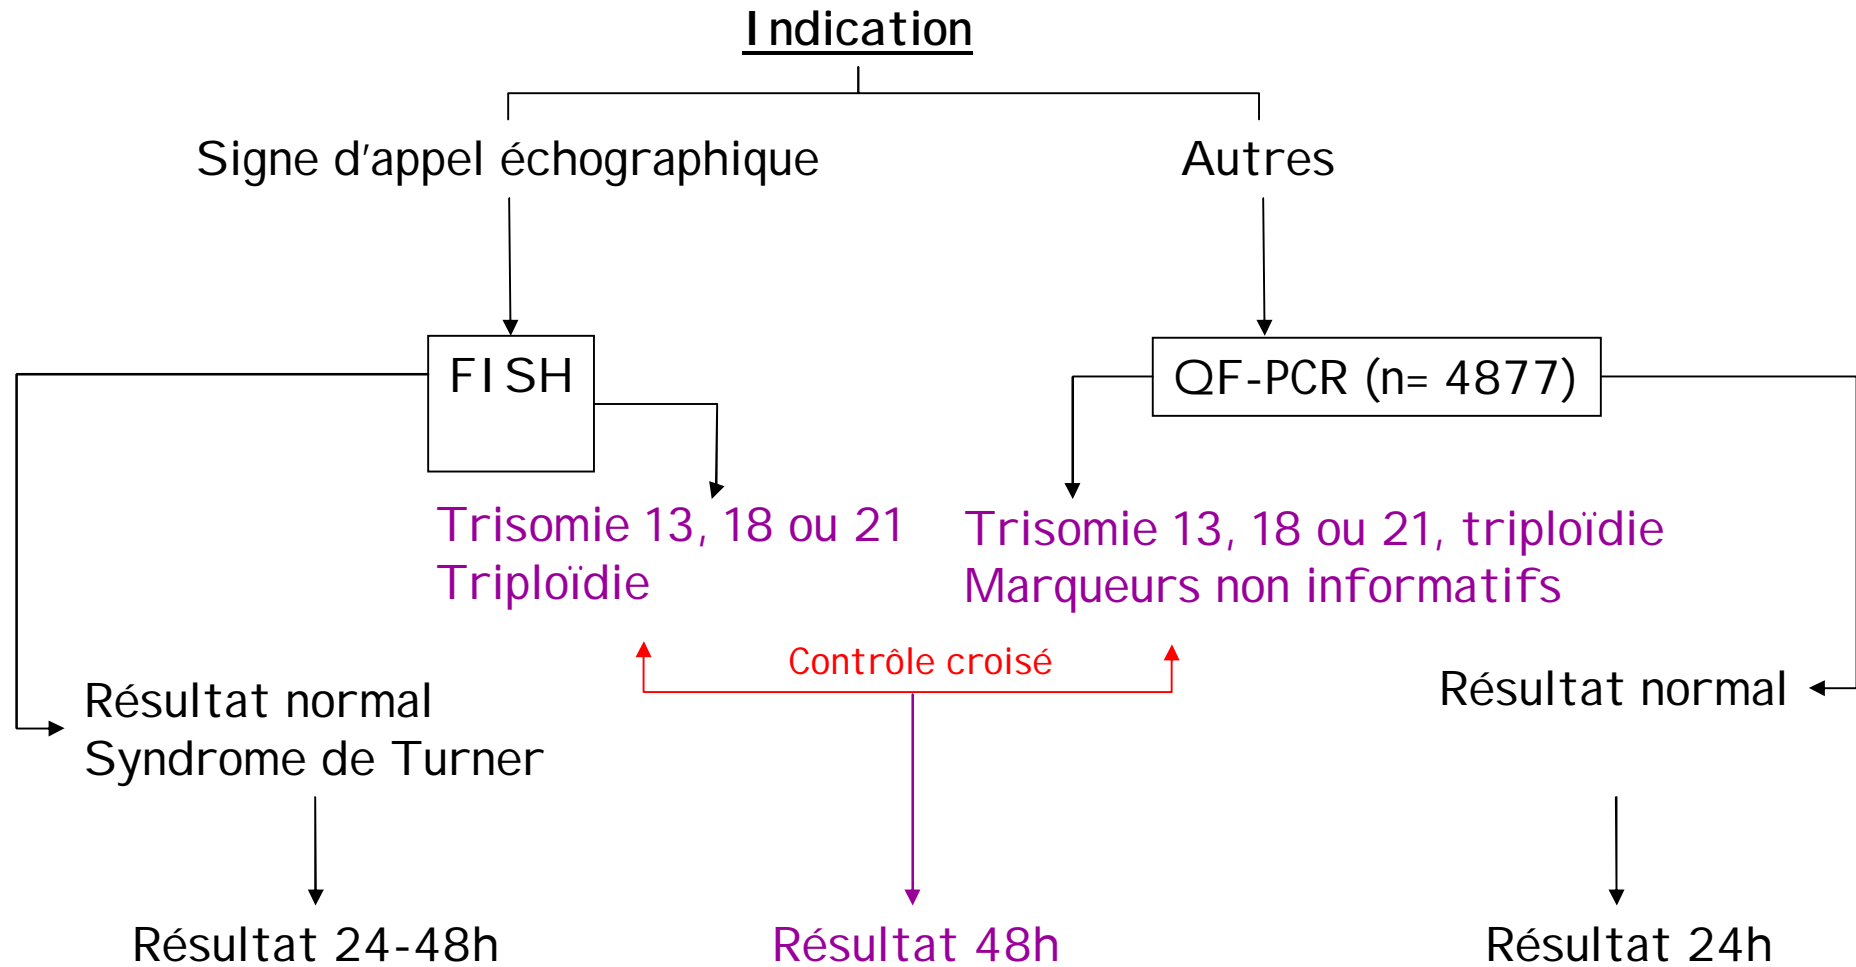 Indication
Signe d'appel échographique
Autres
FISH
QF-PCR (n= 4877)
Trisomie 13, 18 ou 21
Triploïdie
Trisomie 13, 18 ou 21, triploïdie
Marqueurs non informatifs
Contrôle croisé
Résultat normal
Syndrome de Turner
Résultat normal
Résultat 24-48h
Résultat 48h
Résultat 24h